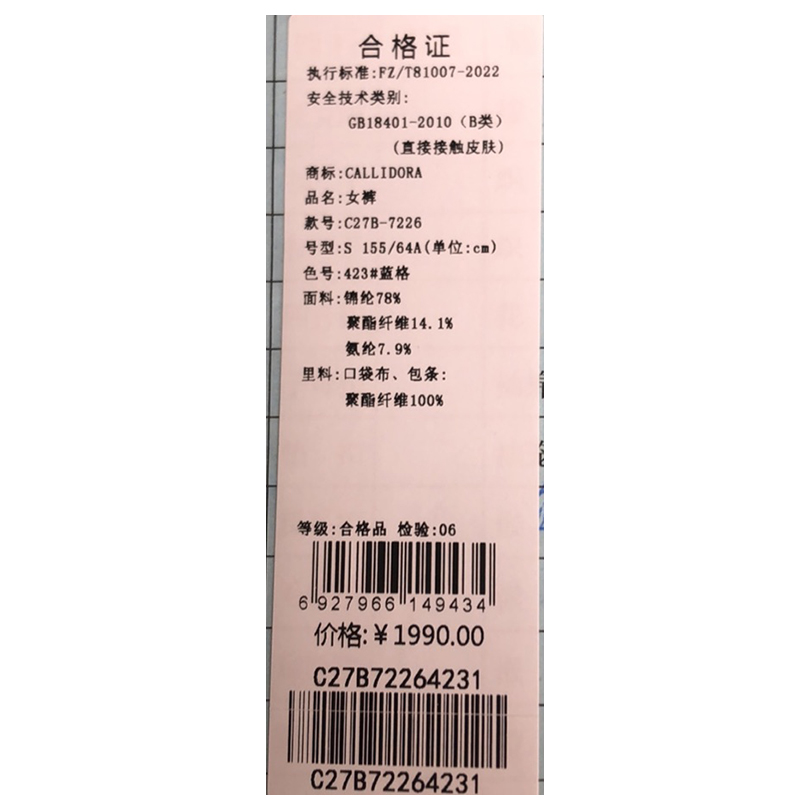 合格证
执行标准:FZ/T81007-2022
安全技术类别:
GB18401-2010（B类）
(直接接触皮肤)
商标:CALLIDORA
品名:女裤
款号:C27B-7226
号型:S 155/64A(单位:cm)
色号:423#蓝格
面料:锦纶78%
聚酯纤维14.1%
氨纶7.9%
里料:口袋布、包条:
聚酯纤维100%
等级:合格品 检验:06
6 927966 149434
价格:￥1990.00
C27B72264231
C27B72264231